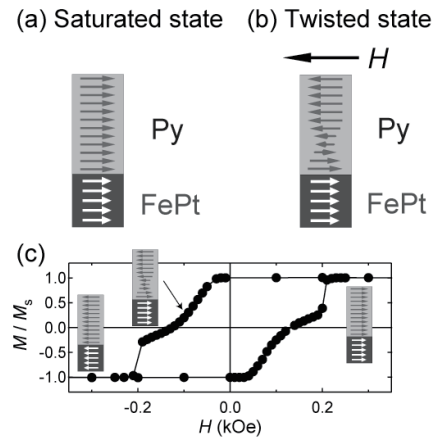 (a) Saturated state
(b) Twisted state
H
Py
FePt
Py
FePt
(c)
M / Ms
1.0
0.5
0.0
-0.5
-1.0
-0.2
0.0
0.2
H (kOe)